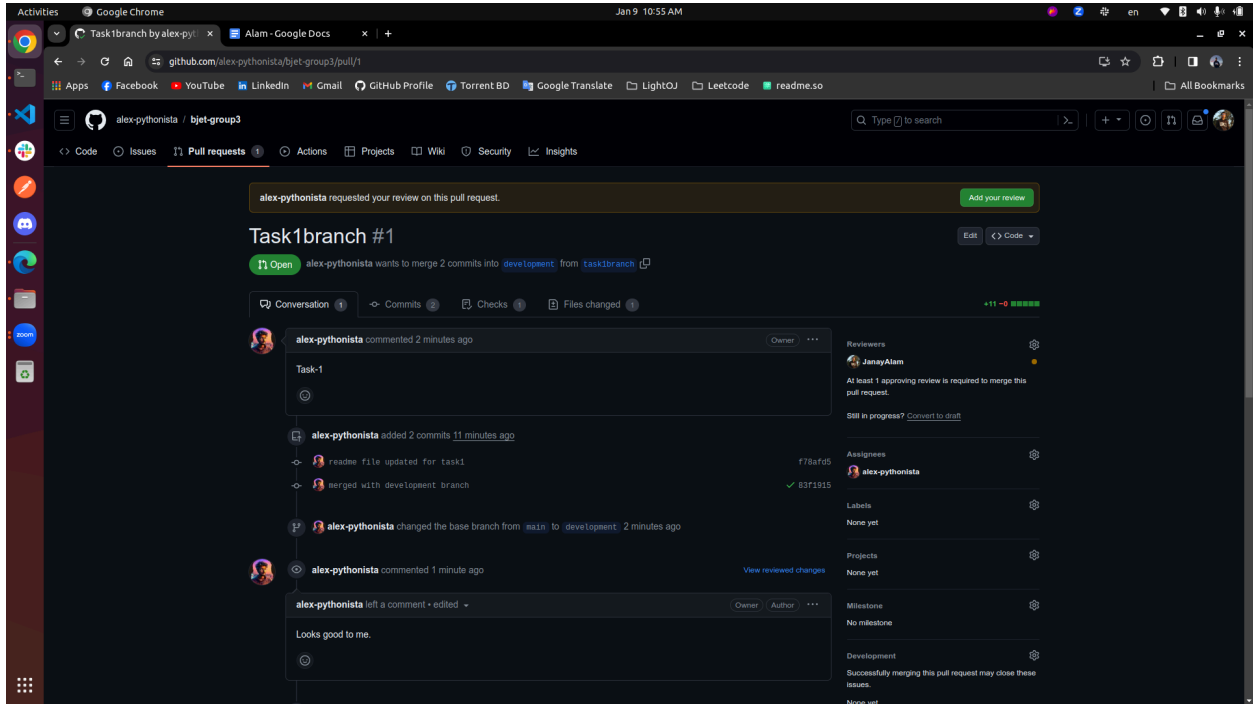 Activities Google Chrome Jan 9 10:55 AM en
Task1branch by alex-pyt Alam - Google Docs
github.com/alex-pythonista/bjet-group3/pull/1
Apps Facebook YouTube LinkedIn Gmail GitHub Profile Torrent BD Google Translate LightOJ Leetcode readme.so All Bookmarks
alex-pythonista / bjet-group3 Type / to search
Code Issues Pull requests 1 Actions Projects Wiki Security Insights
alex-pythonista requested your review on this pull request. Add your review
Task1branch #1 Edit <> Code
Open alex-pythonista wants to merge 2 commits into development from task1branch
Conversation 1 Commits 2 Checks 1 Files changed 1 +11 −0
alex-pythonista commented 2 minutes ago Owner
Task-1
alex-pythonista added 2 commits 11 minutes ago
readme file updated for task1 f78afd5
merged with development branch 83f1915
alex-pythonista changed the base branch from main to development 2 minutes ago
alex-pythonista commented 1 minute ago View reviewed changes
alex-pythonista left a comment • edited Owner Author
Looks good to me.
Reviewers
JanayAlam
At least 1 approving review is required to merge this
pull request.
Still in progress? Convert to draft
Assignees
alex-pythonista
Labels
None yet
Projects
None yet
Milestone
No milestone
Development
Successfully merging this pull request may close these
issues.
None yet
zoom